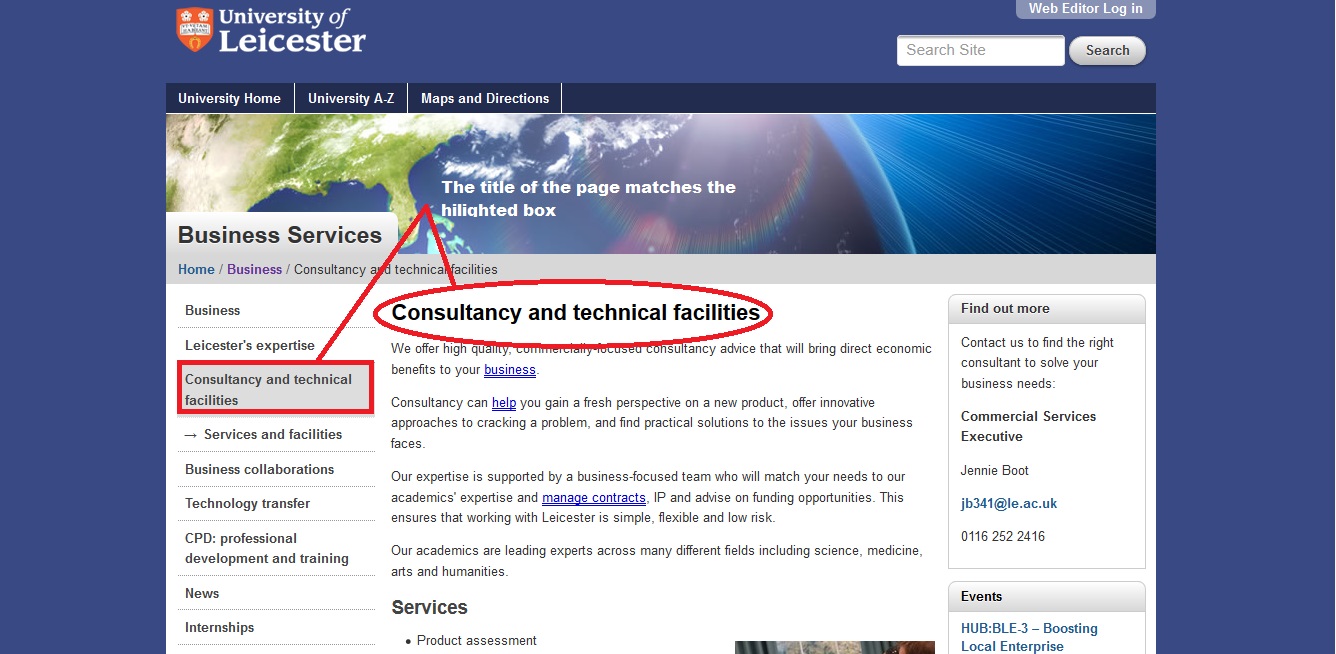 University of
Leicester
Web Editor Log in
Search Site
Search
University Home
University A-Z
Maps and Directions
The title of the page matches the
hilighted box
Business Services
Home / Business / Consultancy and technical facilities
Business
Leicester's expertise
Consultancy and technical
facilities
→ Services and facilities
Business collaborations
Technology transfer
CPD: professional
development and training
News
Internships
Consultancy and technical facilities
We offer high quality, commercially-focused consultancy advice that will bring direct economic
benefits to your business.
Consultancy can help you gain a fresh perspective on a new product, offer innovative
approaches to cracking a problem, and find practical solutions to the issues your business
faces.
Our expertise is supported by a business-focused team who will match your needs to our
academics' expertise and manage contracts, IP and advise on funding opportunities. This
ensures that working with Leicester is simple, flexible and low risk.
Our academics are leading experts across many different fields including science, medicine,
arts and humanities.
Services
• Product assessment
Find out more
Contact us to find the right
consultant to solve your
business needs:
Commercial Services
Executive
Jennie Boot
jb341@le.ac.uk
0116 252 2416
Events
HUB:BLE-3 – Boosting
Local Enterprise